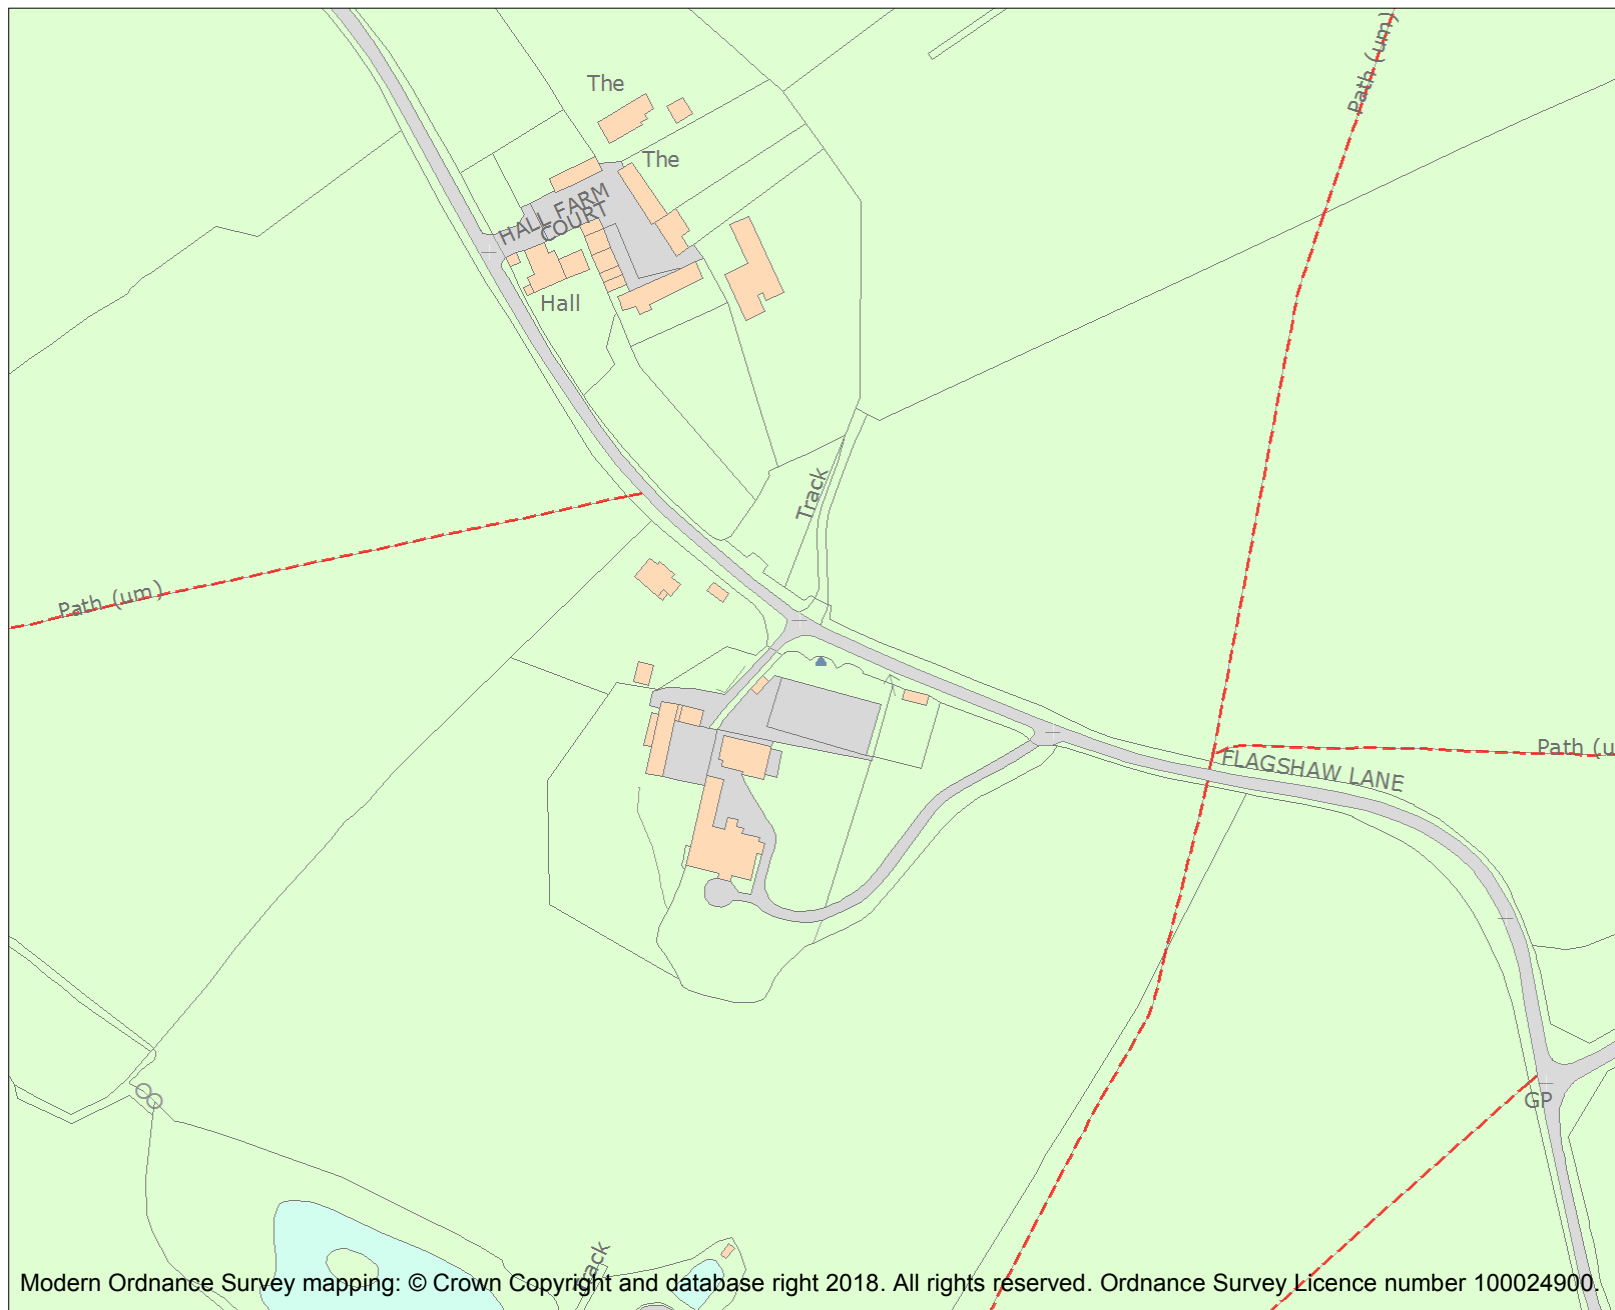 Path (um)
The
The
HALL FARM
COURT
Hall
Track
Path (um)
Path (u
FLAGSHAW LANE
GP
Modern Ordnance Survey mapping: © Crown Copyright and database right 2018. All rights reserved. Ordnance Survey Licence number 100024900.